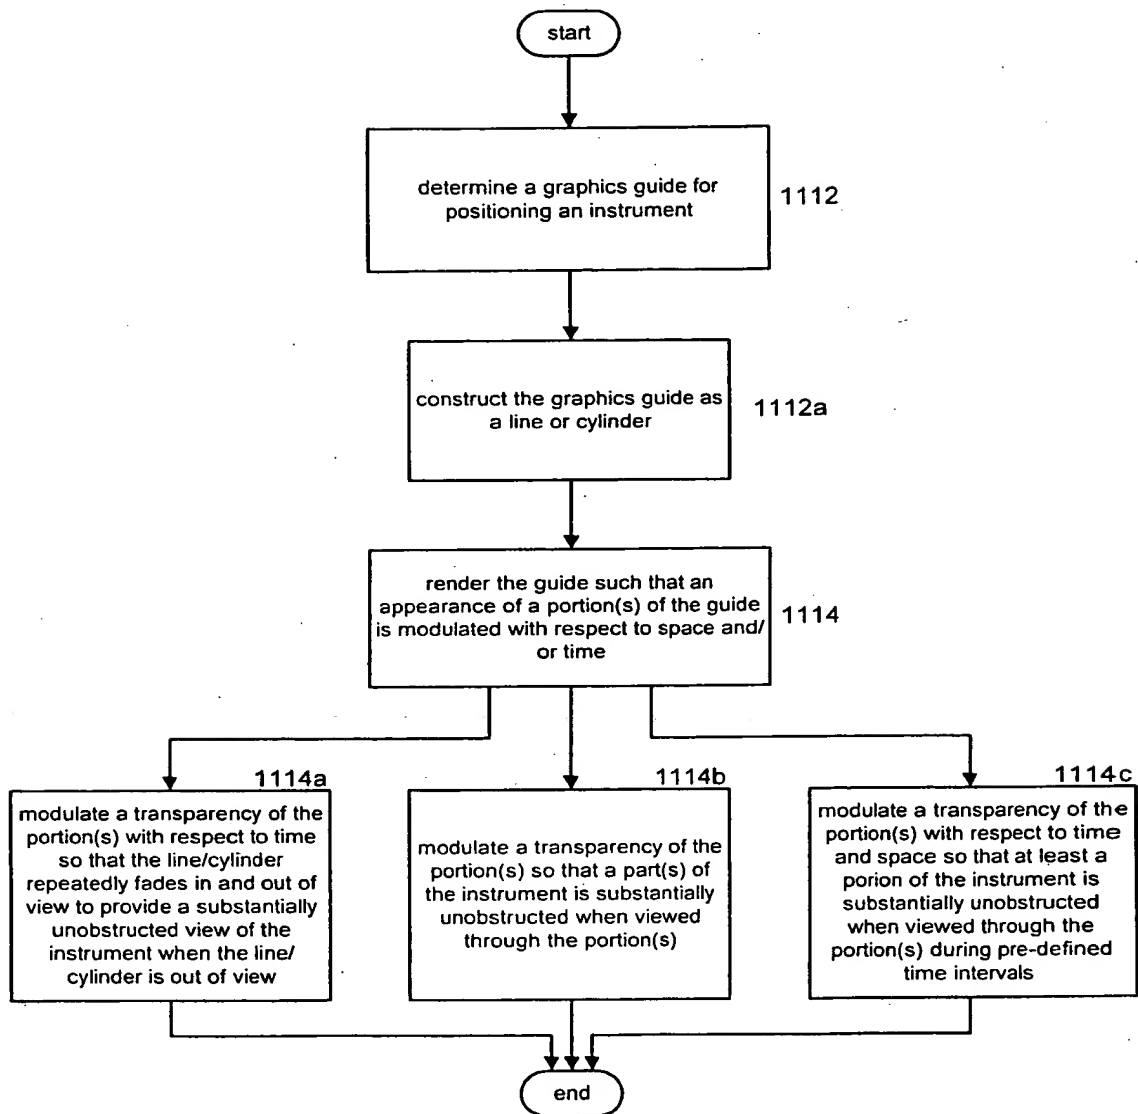 start
determine a graphics guide for
positioning an instrument
1112
construct the graphics guide as
a line or cylinder
1112a
render the guide such that an
appearance of a portion(s) of the guide
is modulated with respect to space and/
or time
1114
1114a
modulate a transparency of the
portion(s) with respect to time
so that the line/cylinder
repeatedly fades in and out of
view to provide a substantially
unobstructed view of the
instrument when the line/
cylinder is out of view
1114b
modulate a transparency of the
portion(s) so that a part(s) of
the instrument is substantially
unobstructed when viewed
through the portion(s)
1114c
modulate a transparency of the
portion(s) with respect to time
and space so that at least a
porion of the instrument is
substantially unobstructed
when viewed through the
portion(s) during pre-defined
time intervals
end